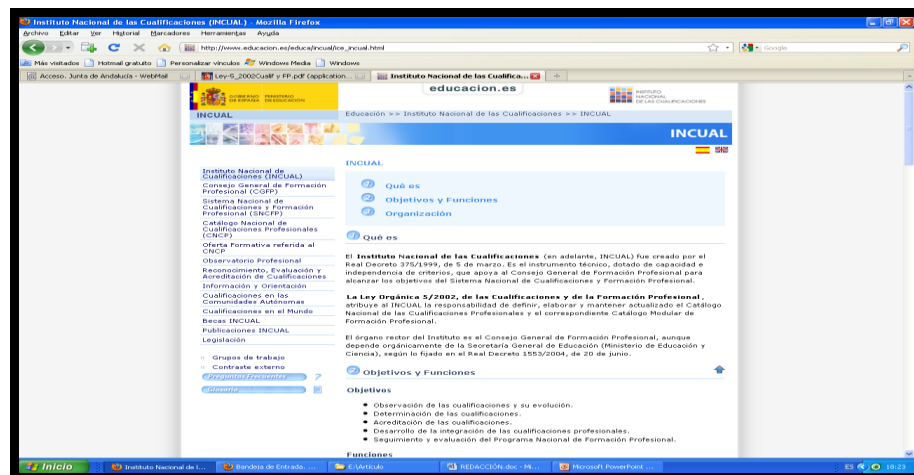 Instituto Nacional de las Cualificaciones (INCUAL) - Mozilla Firefox
Archivo Editar Ver Historial Marcadores Herramientas Ayuda
http://www.educacion.es/educa/incual/ice_incual.html
Google
Más visitados Hotmail gratuito Personalizar vínculos Windows Media Windows
Acceso. Junta de Andalucía - WebMail
Ley-5_2002Cualif y FP.pdf (application...
Instituto Nacional de las Cualifica...
GOBIERNO DE ESPAÑA MINISTERIO DE EDUCACIÓN
educacion.es
INSTITUTO NACIONAL DE LAS CUALIFICACIONES
INCUAL
Educación >> Instituto Nacional de las Cualificaciones >> INCUAL
INCUAL
Instituto Nacional de
Cualificaciones (INCUAL)
Consejo General de Formación
Profesional (CGFP)
Sistema Nacional de
Cualificaciones y Formación
Profesional (SNCFP)
Catálogo Nacional de
Cualificaciones Profesionales
(CNCP)
Oferta Formativa referida al
CNCP
Observatorio Profesional
Reconocimiento, Evaluación y
Acreditación de Cualificaciones
Información y Orientación
Cualificaciones en las
Comunidades Autónomas
Cualificaciones en el Mundo
Becas INCUAL
Publicaciones INCUAL
Legislación
Grupos de trabajo
Contraste externo
Preguntas Frecuentes ?
Glosario
INCUAL
1 Qué es
2 Objetivos y Funciones
3 Organización
1 Qué es
El Instituto Nacional de las Cualificaciones (en adelante, INCUAL) fue creado por el
Real Decreto 375/1999, de 5 de marzo. Es el instrumento técnico, dotado de capacidad e
independencia de criterios, que apoya al Consejo General de Formación Profesional para
alcanzar los objetivos del Sistema Nacional de Cualificaciones y Formación Profesional.
La Ley Orgánica 5/2002, de las Cualificaciones y de la Formación Profesional,
atribuye al INCUAL la responsabilidad de definir, elaborar y mantener actualizado el Catálogo
Nacional de las Cualificaciones Profesionales y el correspondiente Catálogo Modular de
Formación Profesional.
El órgano rector del Instituto es el Consejo General de Formación Profesional, aunque
depende orgánicamente de la Secretaría General de Educación (Ministerio de Educación y
Ciencia), según lo fijado en el Real Decreto 1553/2004, de 20 de junio.
2 Objetivos y Funciones
Objetivos
• Observación de las cualificaciones y su evolución.
• Determinación de las cualificaciones.
• Acreditación de las cualificaciones.
• Desarrollo de la integración de las cualificaciones profesionales.
• Seguimiento y evaluación del Programa Nacional de Formación Profesional.
Funciones
Inicio
Instituto Nacional de l...
Bandeja de Entrada. ...
E:\Artículo
REDACCIÓN.doc - Mi...
Microsoft PowerPoint ...
ES 18:23